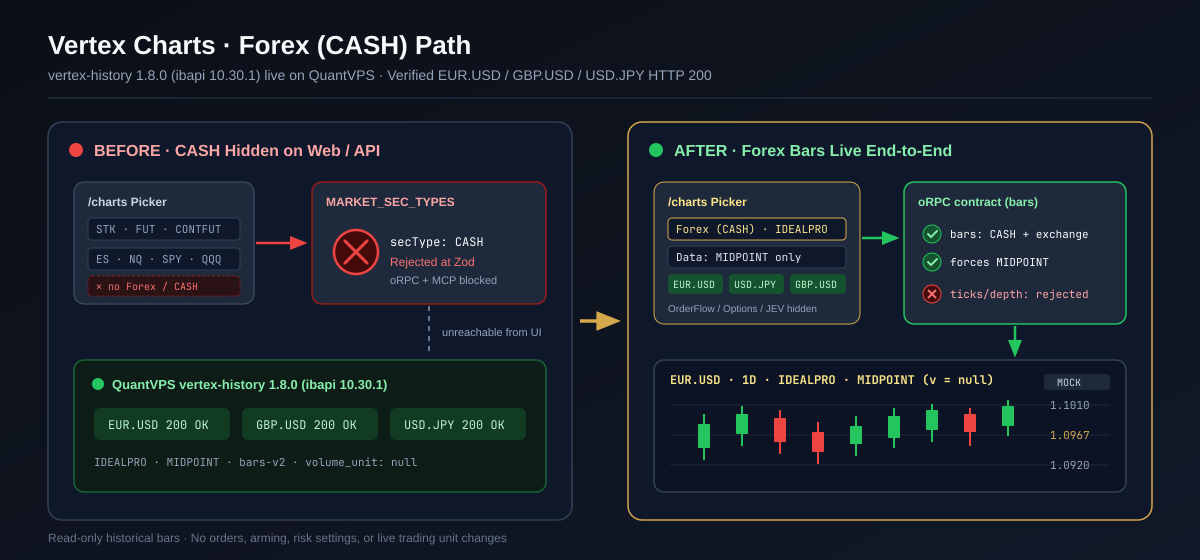 Vertex Charts · Forex (CASH) Path
vertex-history 1.8.0 (ibapi 10.30.1) live on QuantVPS · Verified EUR.USD / GBP.USD / USD.JPY HTTP 200
BEFORE · CASH Hidden on Web / API
/charts Picker
STK · FUT · CONTFUT
ES · NQ · SPY · QQQ
× no Forex / CASH
MARKET_SEC_TYPES
secType: CASH
Rejected at Zod
oRPC + MCP blocked
unreachable from UI
QuantVPS vertex-history 1.8.0 (ibapi 10.30.1)
EUR.USD 200 OK
GBP.USD 200 OK
USD.JPY 200 OK
IDEALPRO · MIDPOINT · bars-v2 · volume_unit: null
AFTER · Forex Bars Live End-to-End
/charts Picker
Forex (CASH) · IDEALPRO
Data: MIDPOINT only
EUR.USD
USD.JPY
GBP.USD
OrderFlow / Options / JEV hidden
oRPC contract (bars)
bars: CASH + exchange
forces MIDPOINT
ticks/depth: rejected
EUR.USD · 1D · IDEALPRO · MIDPOINT (v = null)
MOCK
1.1010
1.0967
1.0920
Read-only historical bars · No orders, arming, risk settings, or live trading unit changes